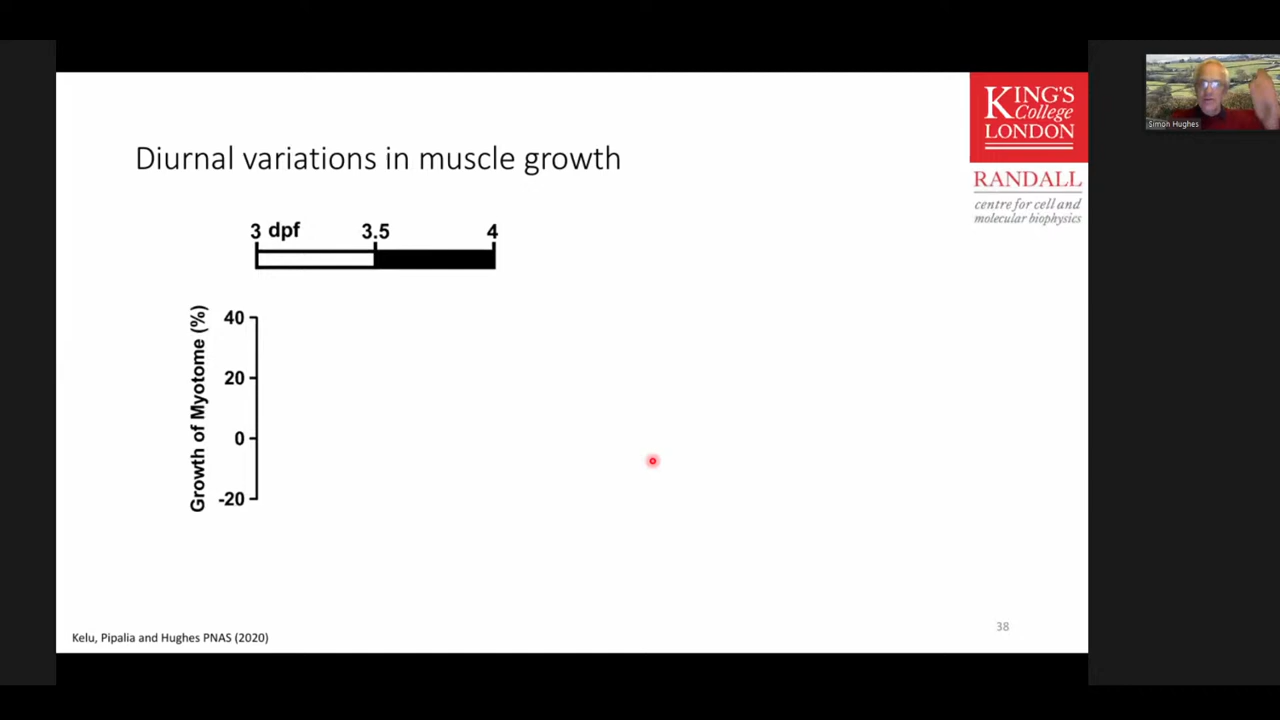 KING'S
College
LONDON
Simon Hughes
Diurnal variations in muscle growth
RANDALL
centre for cell and
molecular biophysics
3 dpf 3.5 4
Growth of Myotome (%)
40
20
0
-20
38
Kelu, Pipalia and Hughes PNAS (2020)